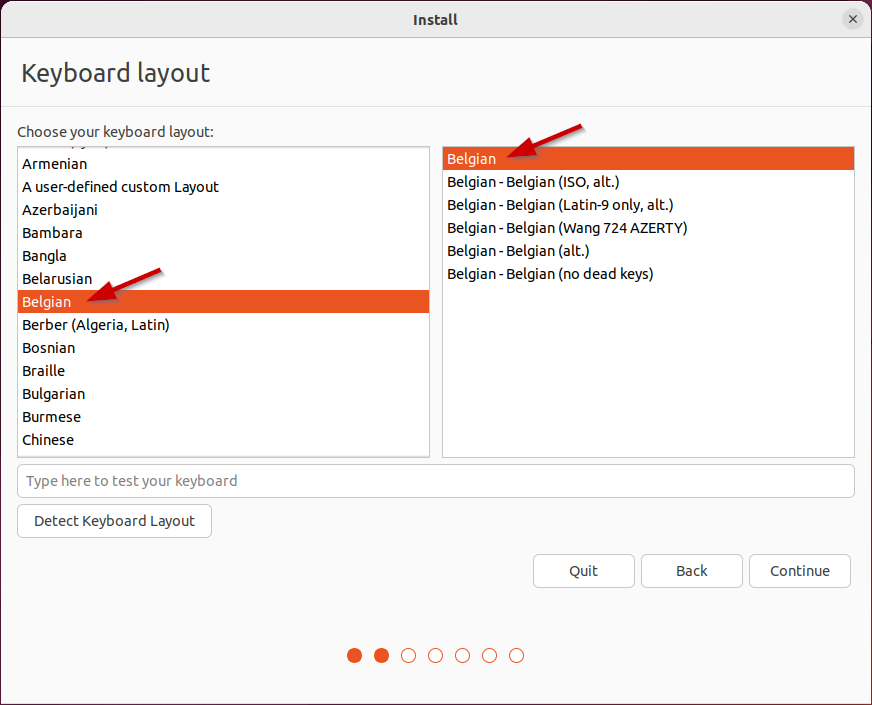 Install
Keyboard layout
Choose your keyboard layout:
Armenian
A user-defined custom Layout
Azerbaijani
Bambara
Bangla
Belarusian
Belgian
Berber (Algeria, Latin)
Bosnian
Braille
Bulgarian
Burmese
Chinese
Belgian
Belgian - Belgian (ISO, alt.)
Belgian - Belgian (Latin-9 only, alt.)
Belgian - Belgian (Wang 724 AZERTY)
Belgian - Belgian (alt.)
Belgian - Belgian (no dead keys)
Type here to test your keyboard
Detect Keyboard Layout
Quit
Back
Continue